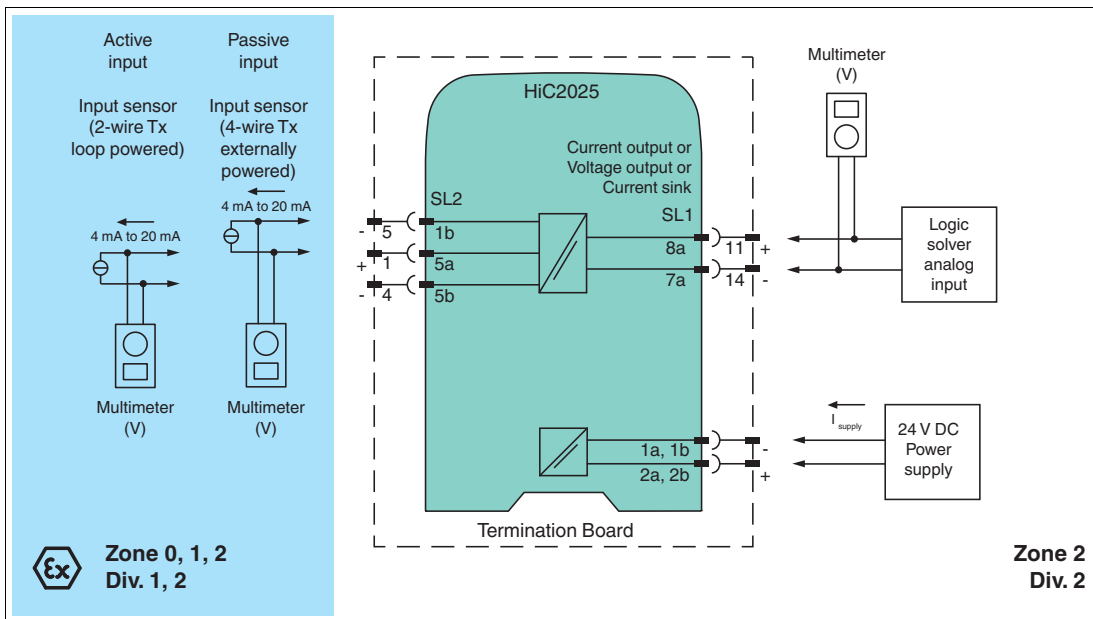 Active
input
Passive
input
Input sensor
(2-wire Tx
loop powered)
Input sensor
(4-wire Tx
externally
powered)
4 mA to 20 mA
4 mA to 20 mA
Multimeter
(V)
Multimeter
(V)
Zone 0, 1, 2
Div. 1, 2
Ex
HiC2025
Current output or
Voltage output or
Current sink
SL2
SL1
- 5 1b
+ 1 5a
- 4 5b
8a 11 +
7a 14 -
1a, 1b -
2a, 2b +
Termination Board
Multimeter
(V)
Logic
solver
analog
input
I supply
24 V DC
Power
supply
Zone 2
Div. 2